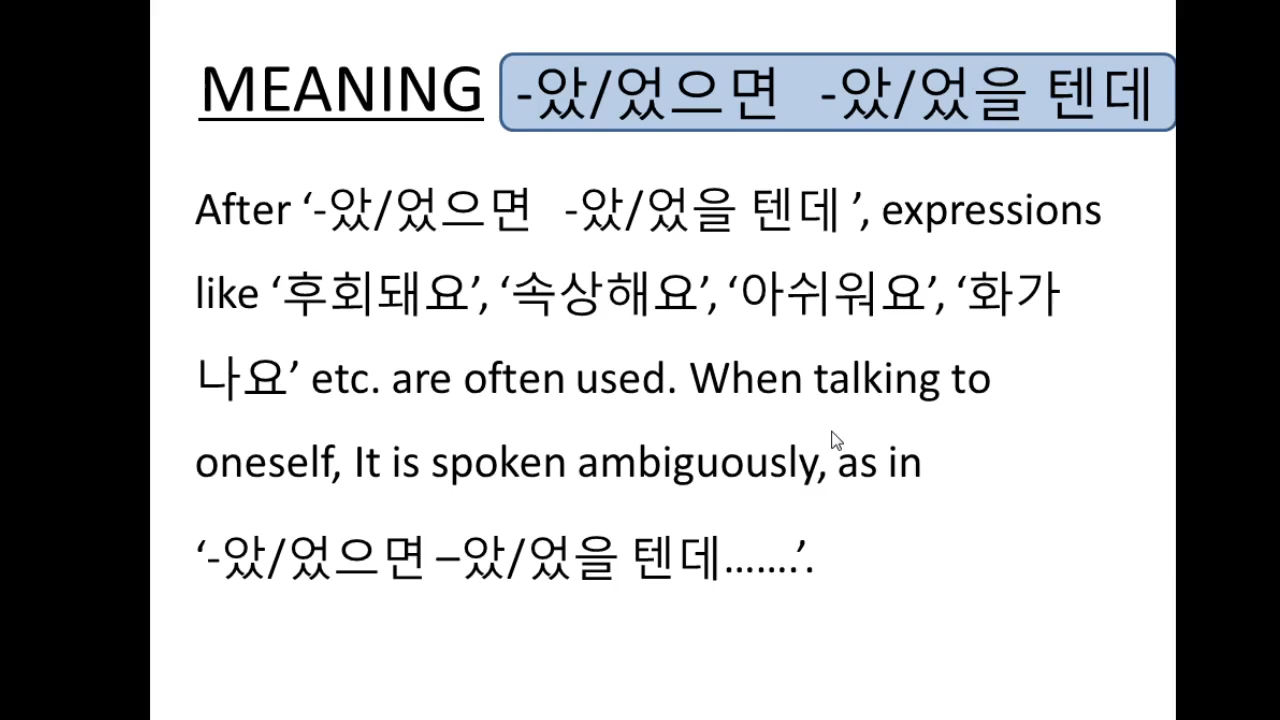 MEANING -았/었으면 -았/었을 텐데
After ‘-았/었으면 -았/었을 텐데 ’, expressions
like ‘후회돼요’, ‘속상해요’, ‘아쉬워요’, ‘화가
나요’ etc. are often used. When talking to
oneself, It is spoken ambiguously, as in
‘-았/었으면 –았/었을 텐데…….’.